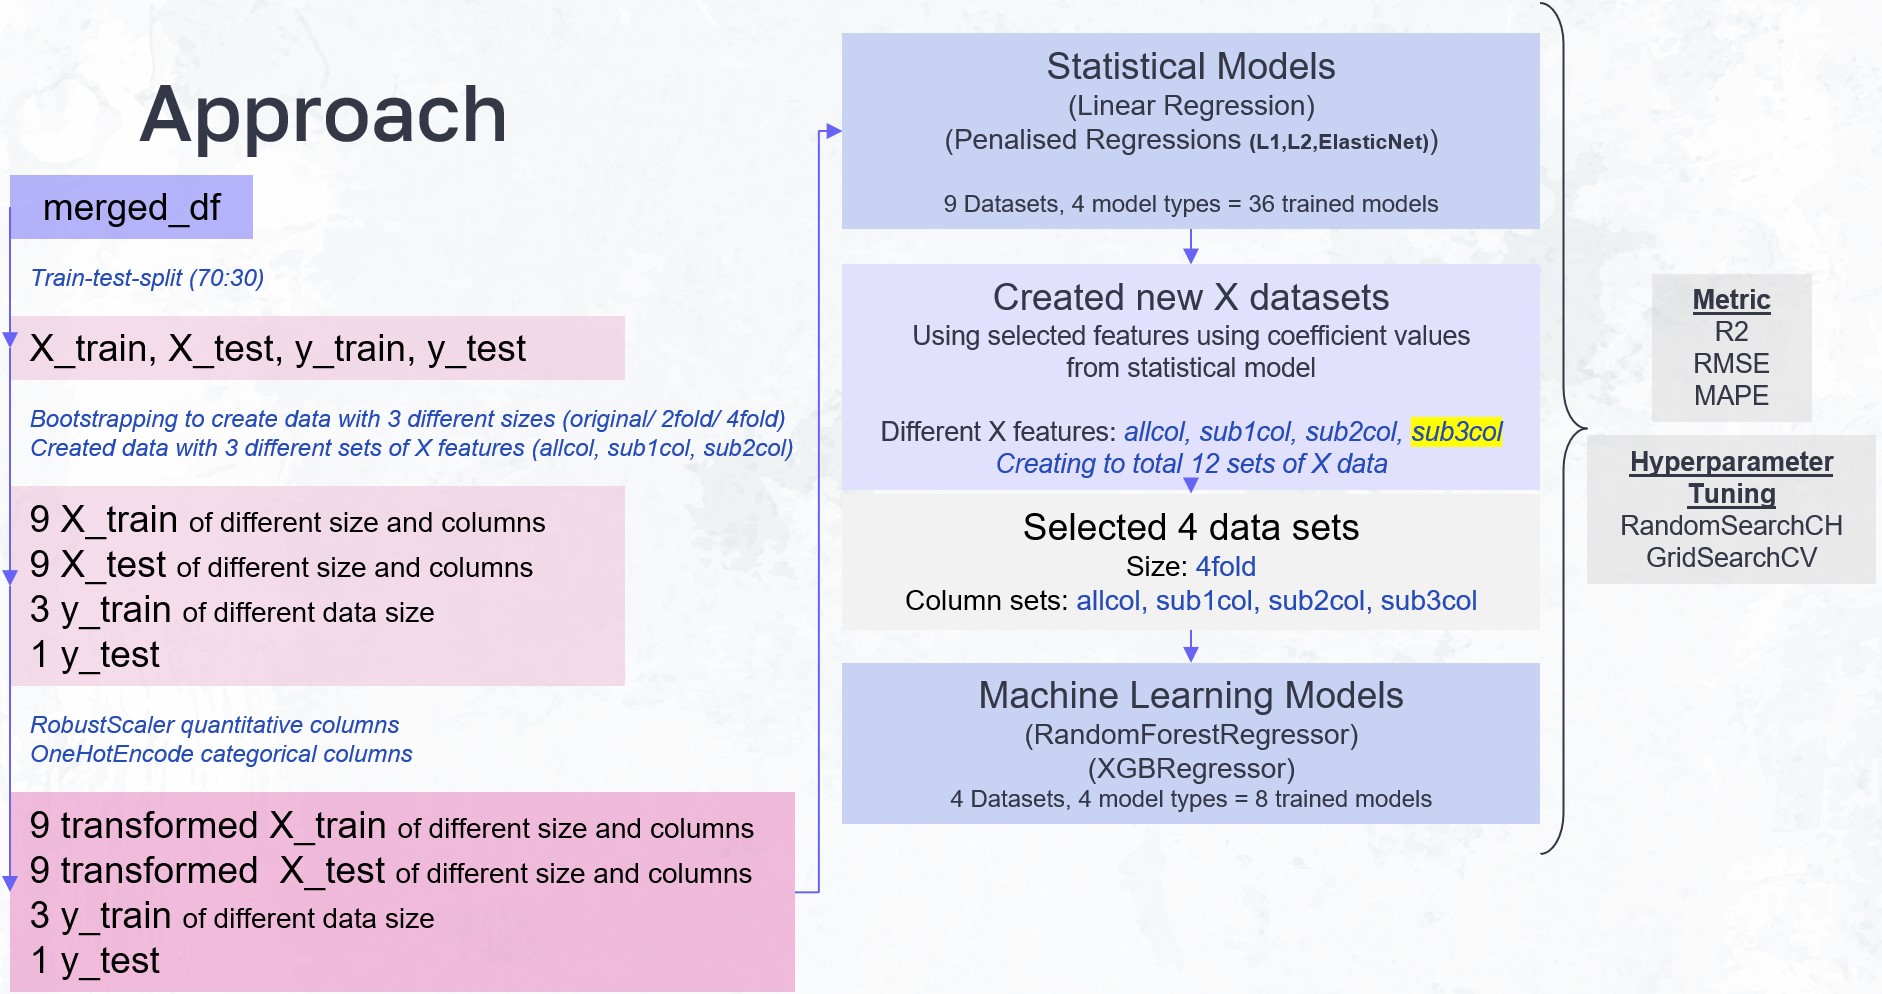 Approach
merged_df
Train-test-split (70:30)
X_train, X_test, y_train, y_test
Bootstrapping to create data with 3 different sizes (original/ 2fold/ 4fold)
Created data with 3 different sets of X features (allcol, sub1col, sub2col)
9 X_train of different size and columns
9 X_test of different size and columns
3 y_train of different data size
1 y_test
RobustScaler quantitative columns
OneHotEncode categorical columns
9 transformed X_train of different size and columns
9 transformed  X_test of different size and columns
3 y_train of different data size
1 y_test
Statistical Models
(Linear Regression)
(Penalised Regressions (L1,L2,ElasticNet))
9 Datasets, 4 model types = 36 trained models
Created new X datasets
Using selected features using coefficient values
from statistical model
Different X features: allcol, sub1col, sub2col, sub3col
Creating to total 12 sets of X data
Selected 4 data sets
Size: 4fold
Column sets: allcol, sub1col, sub2col, sub3col
Machine Learning Models
(RandomForestRegressor)
(XGBRegressor)
4 Datasets, 4 model types = 8 trained models
Metric
R2
RMSE
MAPE
Hyperparameter
Tuning
RandomSearchCH
GridSearchCV